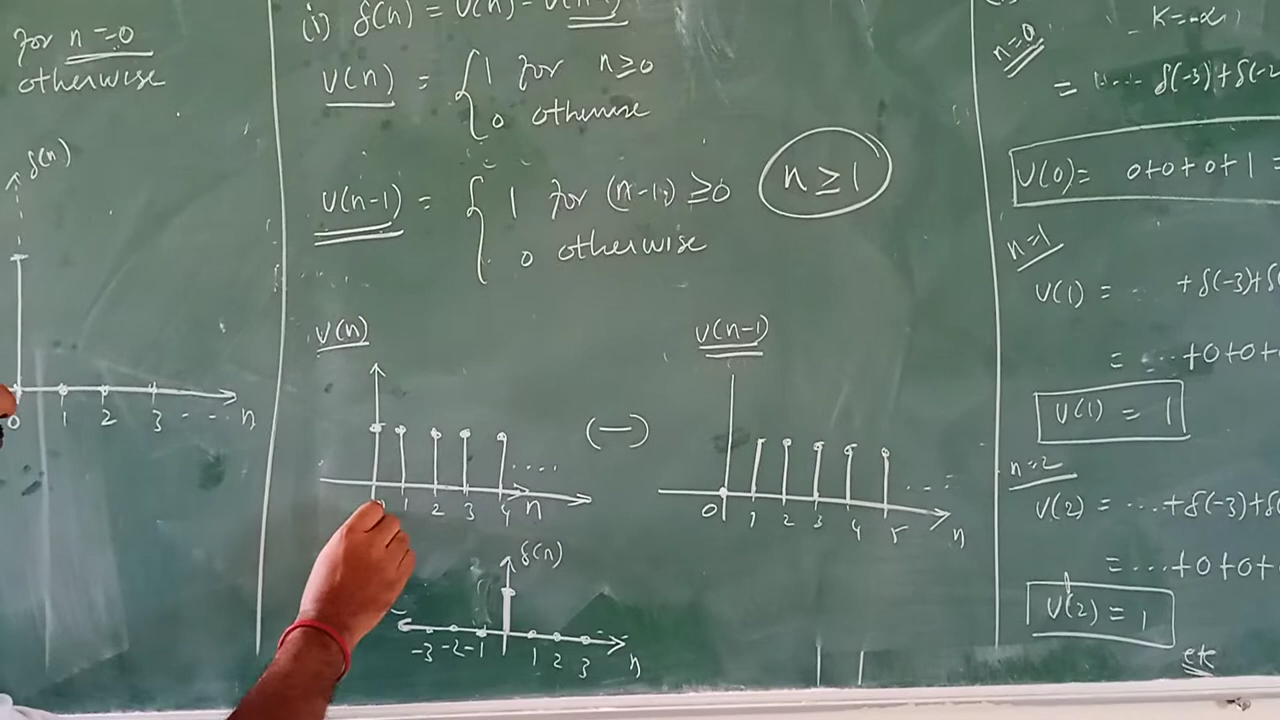 for n=0
otherwise
δ(n)
0 1 2 3 .... n
(i) δ(n) = U(n) - U(n-1)
U(n) = { 1 for n≥0
0 otherwise
U(n-1) = { 1 for (n-1) ≥0
n ≥ 1
0 otherwise
U(n)
1 2 3 4 n
....
(−)
U(n-1)
0 1 2 3 4 5 n
...
δ(n)
-3 -2 -1 1 2 3 n
K=-∞
n=0
= .... δ(-3)+δ(-2
U(0)= 0+0+0+1 =
n=1
U(1) = .. +δ(-3)+δ(
= ...+0+0+
U(1) = 1
n=2
U(2) = ...+δ(-3)+δ(
= ...+0+0+
U(2) = 1
etc